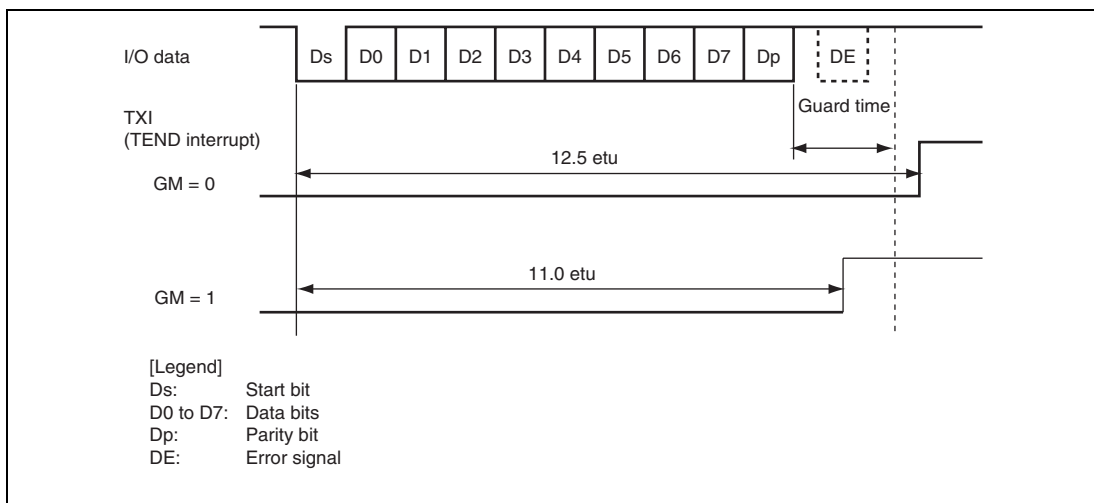 I/O data
Ds D0 D1 D2 D3 D4 D5 D6 D7 Dp DE
Guard time
TXI
(TEND interrupt)
12.5 etu
GM = 0
11.0 etu
GM = 1
[Legend]
Ds: Start bit
D0 to D7: Data bits
Dp: Parity bit
DE: Error signal